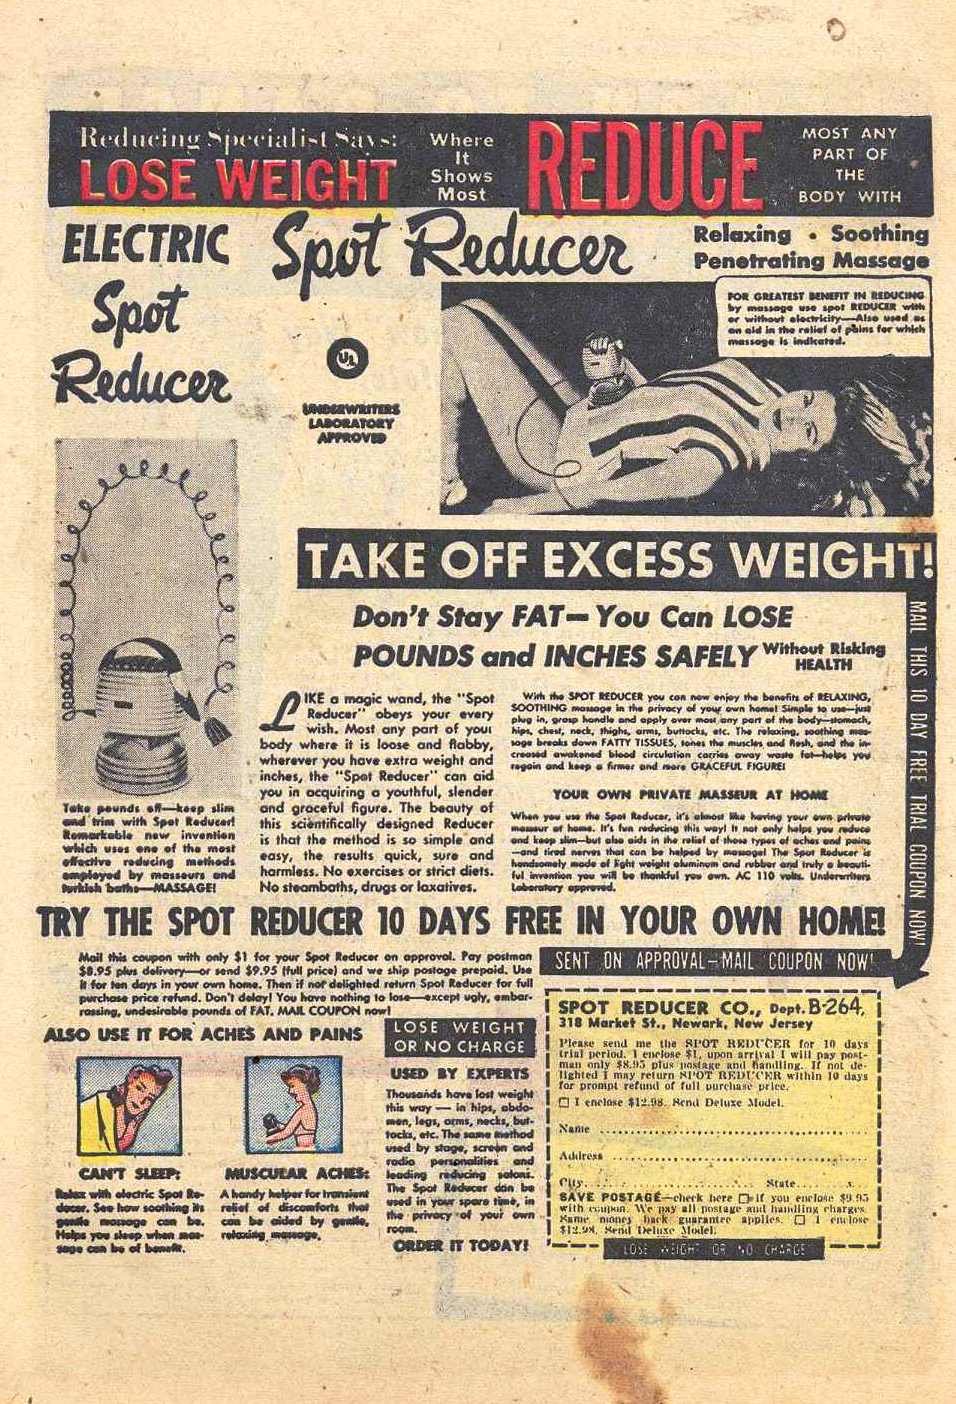 Reducing Specialist Says:
LOSE WEIGHT
Where
It
Shows
Most
REDUCE
MOST ANY
PART OF
THE
BODY WITH
ELECTRIC
Spot
Reducer
Spot Reducer
Relaxing • Soothing
Penetrating Massage
UL
UNDERWRITERS
LABORATORY
APPROVED
FOR GREATEST BENEFIT IN REDUCING
by massage use spot REDUCER with
or without electricity—Also used as
an aid in the relief of pains for which
massage is indicated.
TAKE OFF EXCESS WEIGHT!
Don't Stay FAT—You Can LOSE
POUNDS and INCHES SAFELY Without Risking
HEALTH
Take pounds off—keep slim
and trim with Spot Reducer!
Remarkable new invention
which uses one of the most
effective reducing methods
employed by masseurs and
turkish baths—MASSAGE!
LIKE a magic wand, the "Spot
Reducer" obeys your every
wish. Most any part of your
body where it is loose and flabby,
wherever you have extra weight and
inches, the "Spot Reducer" can aid
you in acquiring a youthful, slender
and graceful figure. The beauty of
this scientifically designed Reducer
is that the method is so simple and
easy, the results quick, sure and
harmless. No exercises or strict diets.
No steambaths, drugs or laxatives.
With the SPOT REDUCER you can now enjoy the benefits of RELAXING,
SOOTHING massage in the privacy of your own home! Simple to use—just
plug in, grasp handle and apply over most any part of the body—stomach,
hips, chest, neck, thighs, arms, buttocks, etc. The relaxing, soothing mas-
sage breaks down FATTY TISSUES, tones the muscles and flesh, and the in-
creased awakened blood circulation carries away waste fat—helps you
regain and keep a firmer and more GRACEFUL FIGURE!
YOUR OWN PRIVATE MASSEUR AT HOME
When you use the Spot Reducer, it's almost like having your own private
masseur at home. It's fun reducing this way! It not only helps you reduce
and keep slim—but also aids in the relief of those types of aches and pains
—and tired nerves that can be helped by massage! The Spot Reducer is
handsomely made of light weight aluminum and rubber and truly a beauti-
ful invention you will be thankful you own. AC 110 volts. Underwriters
Laboratory approved.
MAIL THIS 10 DAY FREE TRIAL COUPON NOW!
TRY THE SPOT REDUCER 10 DAYS FREE IN YOUR OWN HOME!
Mail this coupon with only $1 for your Spot Reducer on approval. Pay postman
$8.95 plus delivery—or send $9.95 (full price) and we ship postage prepaid. Use
it for ten days in your own home. Then if not delighted return Spot Reducer for full
purchase price refund. Don't delay! You have nothing to lose—except ugly, embar-
rassing, undesirable pounds of FAT. MAIL COUPON now!
SENT ON APPROVAL—MAIL COUPON NOW!
ALSO USE IT FOR ACHES AND PAINS
CAN'T SLEEP:
Relax with electric Spot Re-
ducer. See how soothing its
gentle massage can be.
Helps you sleep when mas-
sage can be of benefit.
MUSCULAR ACHES:
A handy helper for transient
relief of discomforts that
can be aided by gentle,
relaxing massage.
LOSE WEIGHT
OR NO CHARGE
USED BY EXPERTS
Thousands have lost weight
this way — in hips, abdo-
men, legs, arms, necks, but-
tocks, etc. The same method
used by stage, screen and
radio personalities and
leading reducing salons.
The Spot Reducer can be
used in your spare time, in
the privacy of your own
room.
ORDER IT TODAY!
SPOT REDUCER CO., Dept. B-264,
318 Market St., Newark, New Jersey
Please send me the SPOT REDUCER for 10 days
trial period. I enclose $1, upon arrival I will pay post-
man only $8.95 plus postage and handling. If not de-
lighted I may return SPOT REDUCER within 10 days
for prompt refund of full purchase price.
I enclose $12.98. Send Deluxe Model.
Name
Address
City State
SAVE POSTAGE—check here if you enclose $9.95
with coupon. We pay all postage and handling charges.
Same money back guarantee applies. I enclose
$12.98. Send Deluxe Model.
LOSE WEIGHT OR NO CHARGE